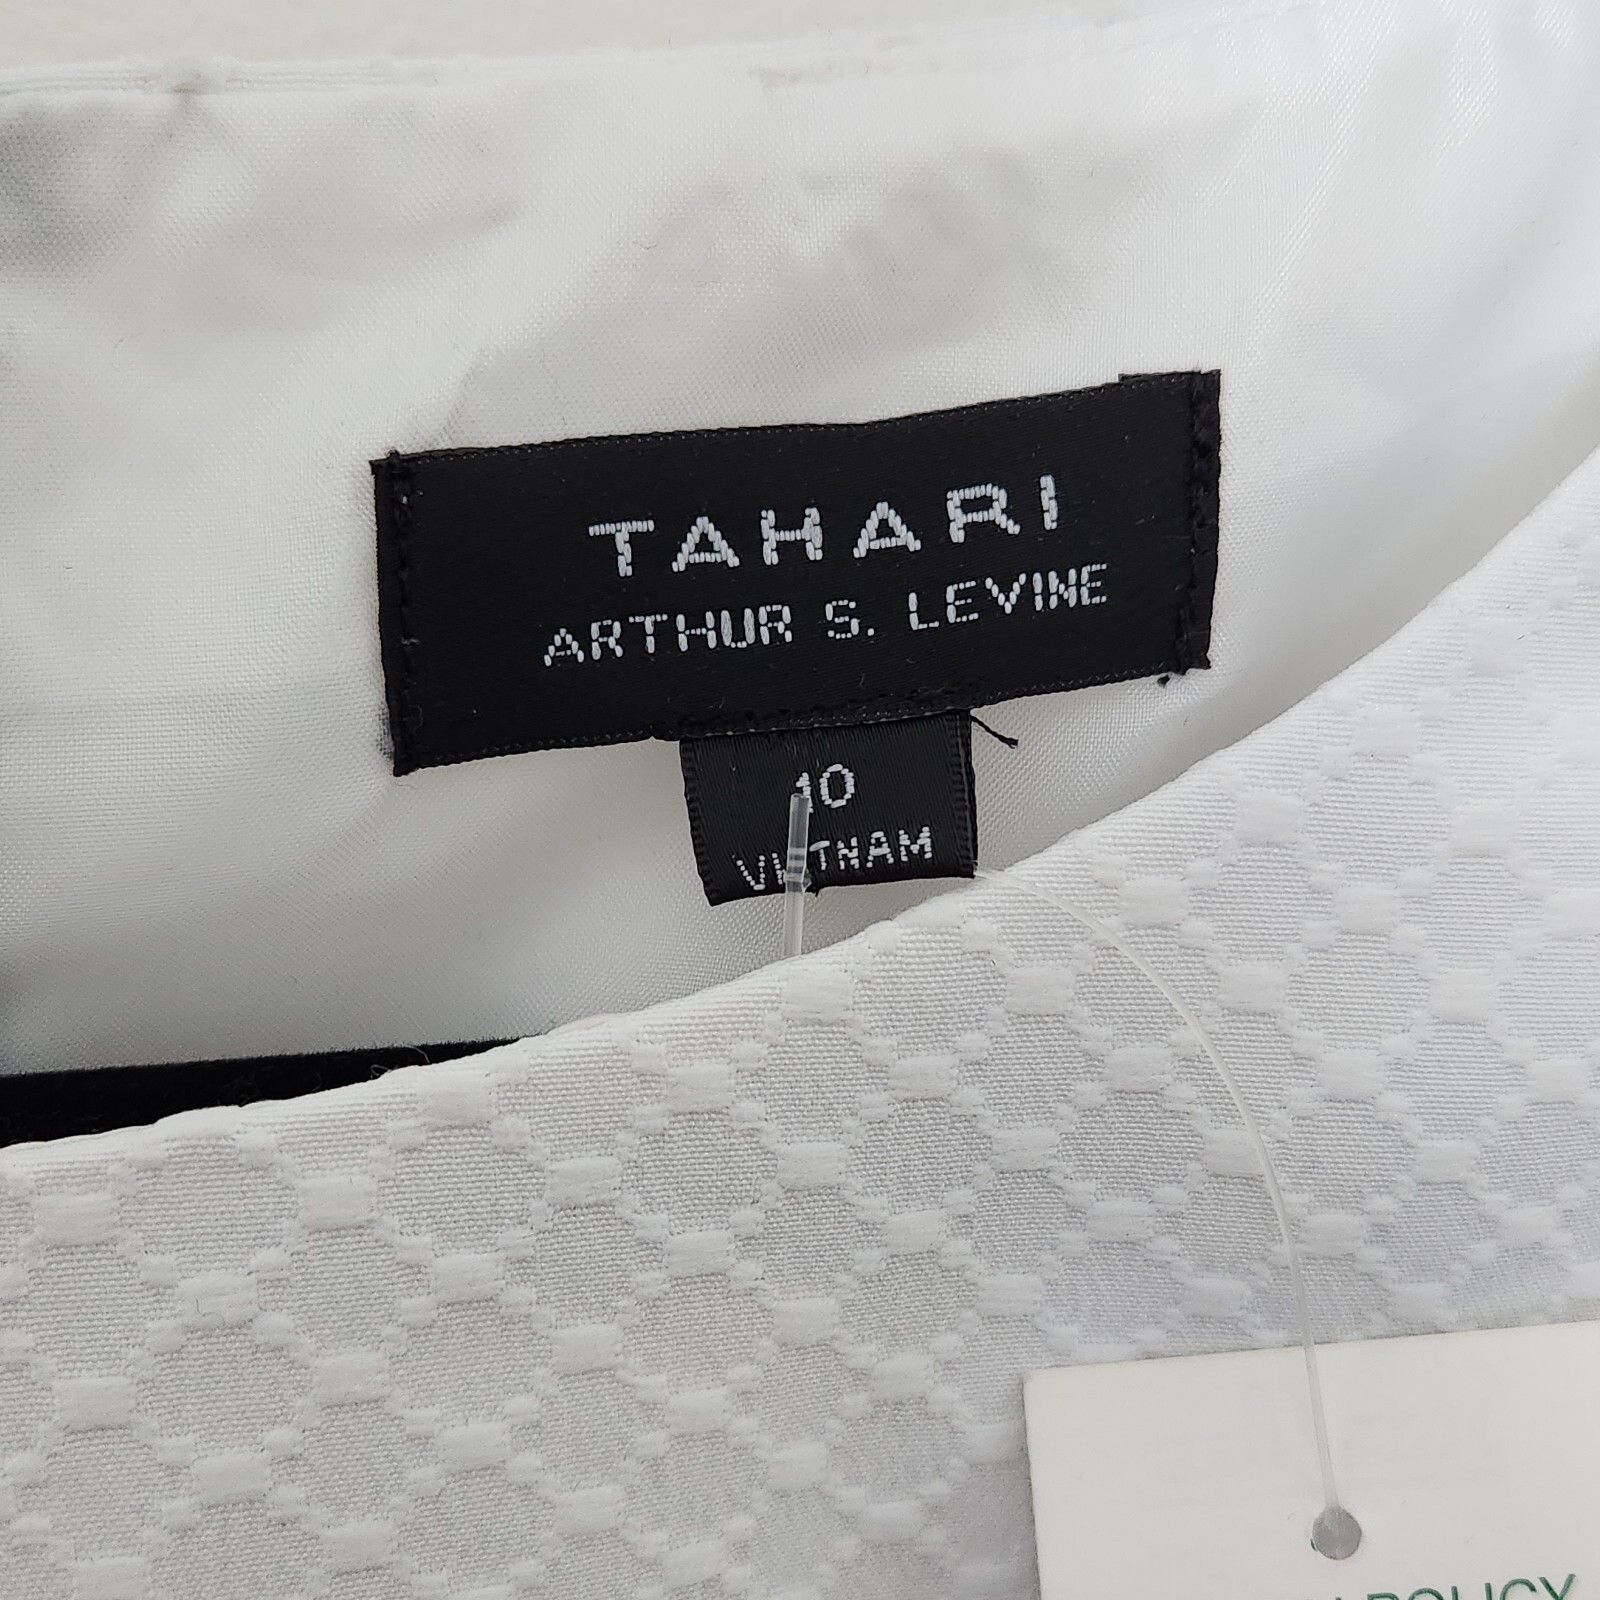 TAHARI
ARTHUR S. LEVINE
10
VIETNAM
POLICY